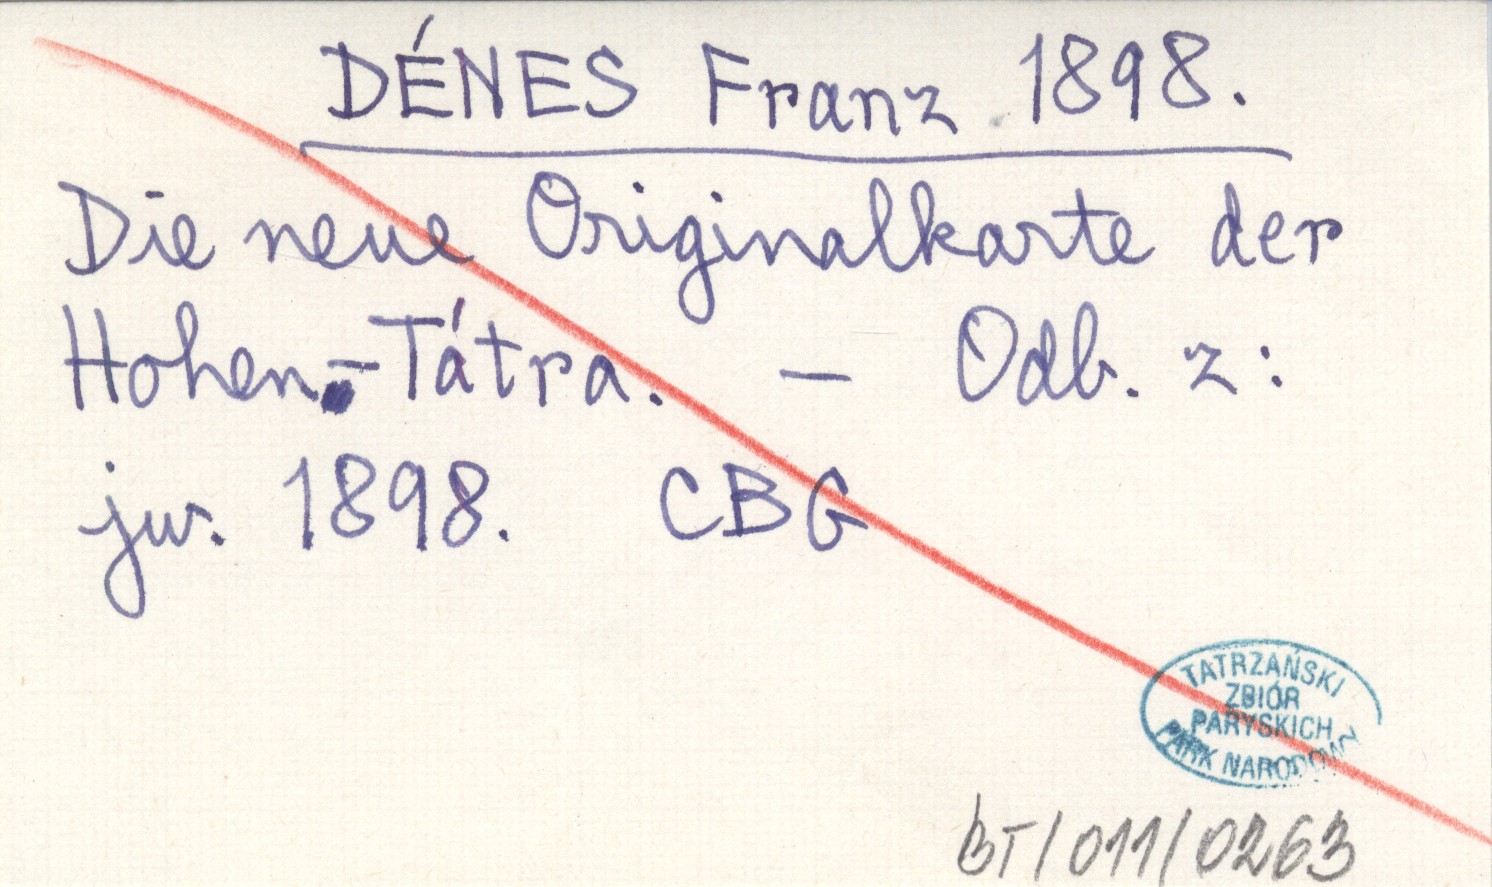 DÉNES Franz 1898.
Die neue Originalkarte der
Hohen-Tátra. – Odb. z:
jw. 1898. CBG
TATRZAŃSKI
ZBIÓR
PARYSKICH
PARK NARODOWY
BT/011/0263